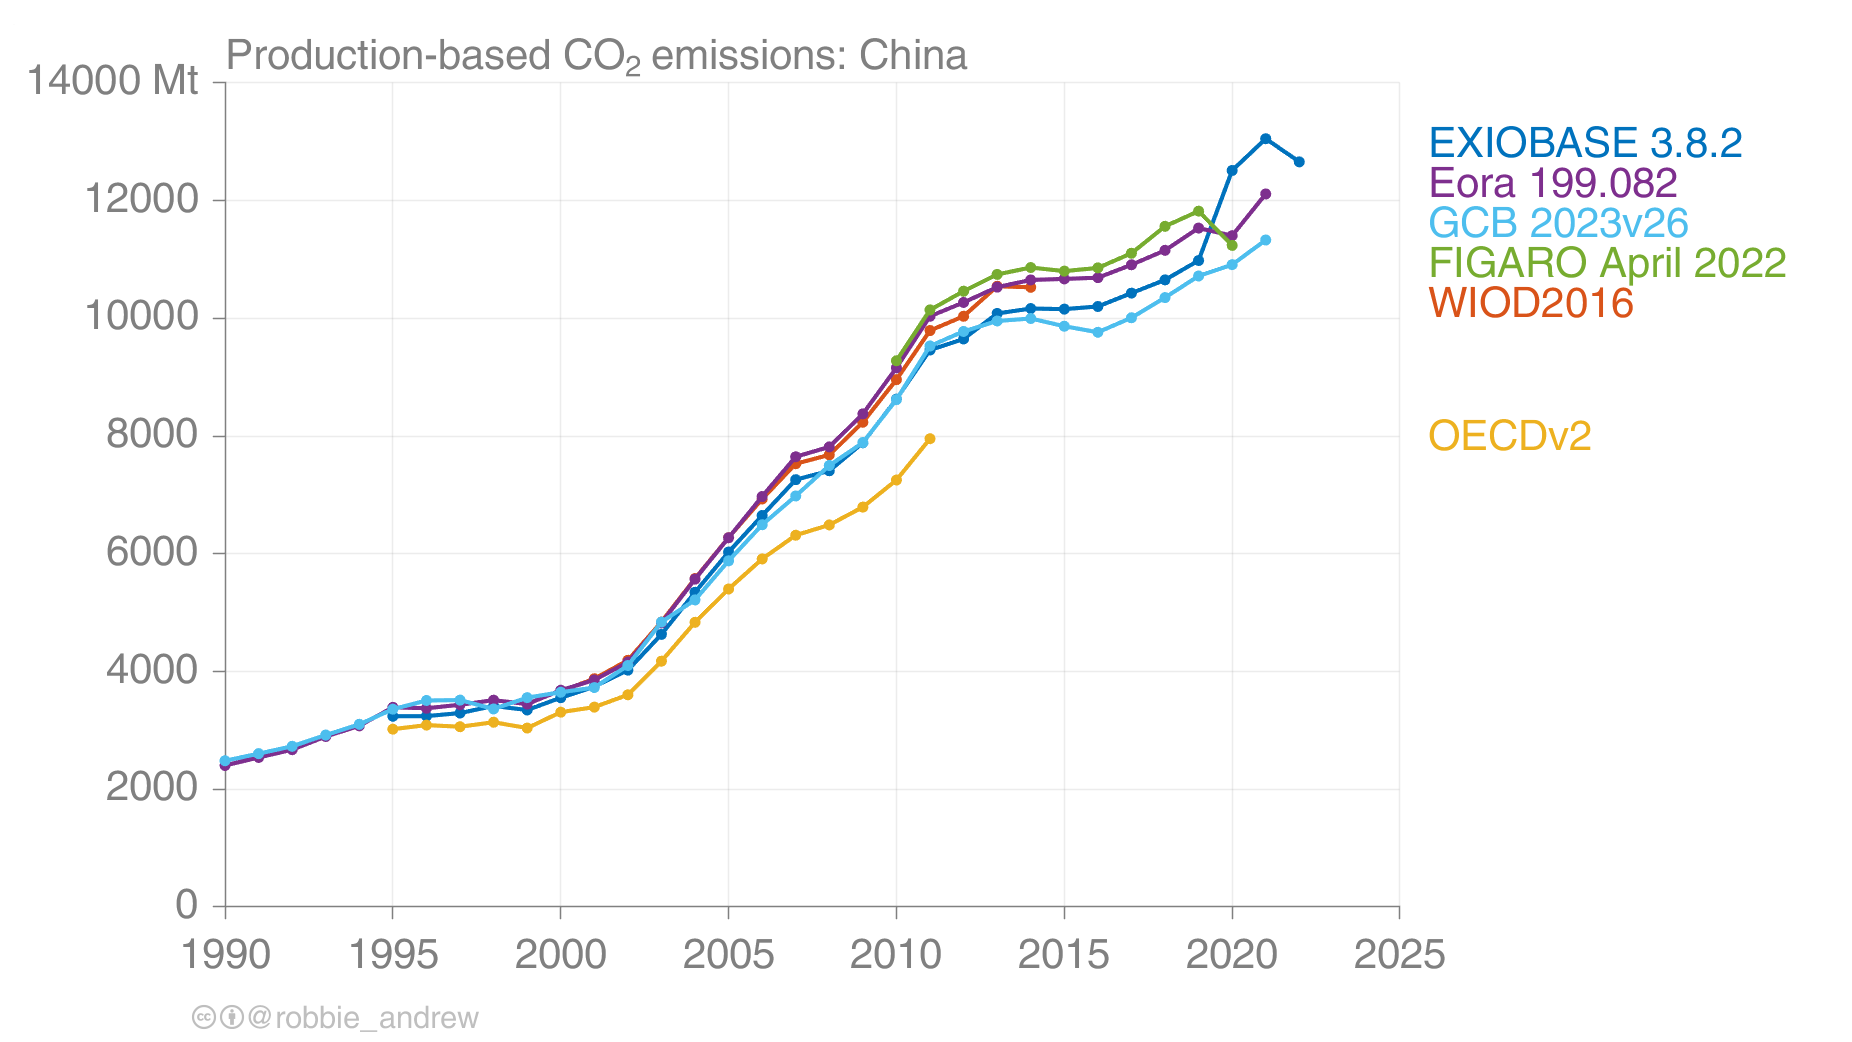 Production-based CO₂ emissions: China
14000 Mt
12000
10000
8000
6000
4000
2000
0
1990 1995 2000 2005 2010 2015 2020 2025
EXIOBASE 3.8.2
Eora 199.082
GCB 2023v26
FIGARO April 2022
WIOD2016
OECDv2
cc @robbie_andrew